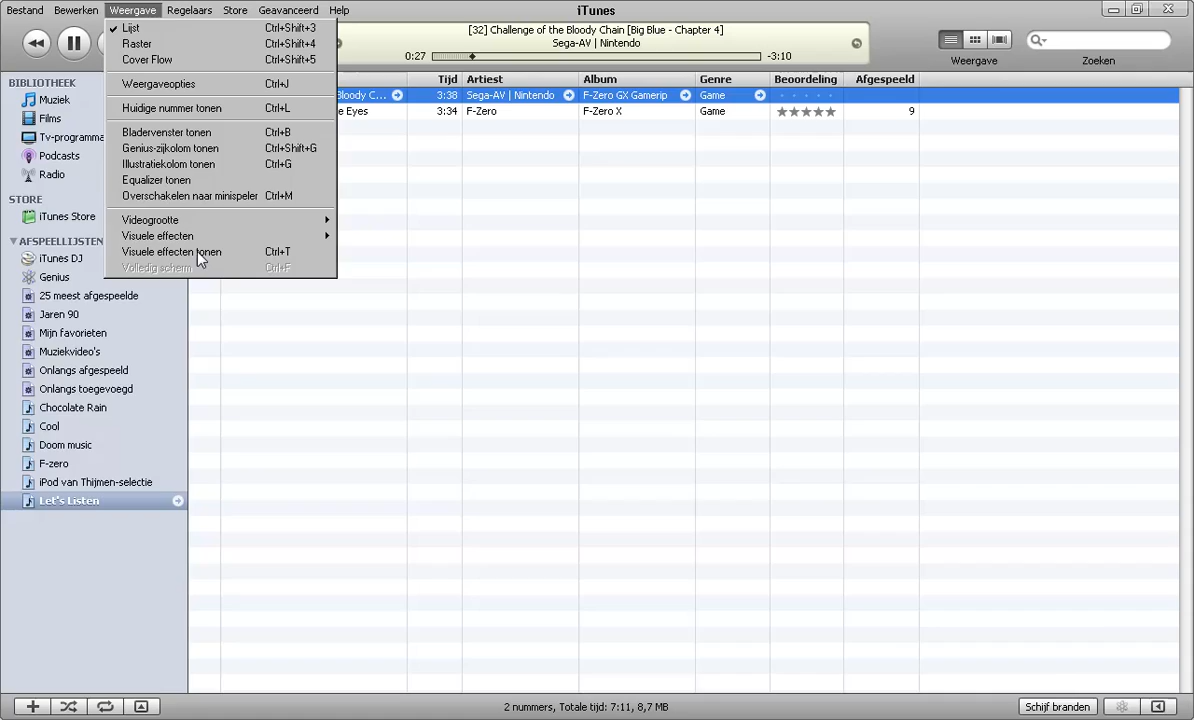 Bestand Bewerken Weergave Regelaars Store Geavanceerd Help iTunes
[32] Challenge of the Bloody Chain [Big Blue - Chapter 4]
Sega-AV | Nintendo
0:27 -3:10
Weergave
Zoeken
Lijst Ctrl+Shift+3
Raster Ctrl+Shift+4
Cover Flow Ctrl+Shift+5
Weergaveopties Ctrl+J
Huidige nummer tonen Ctrl+L
Bladervenster tonen Ctrl+B
Genius-zijkolom tonen Ctrl+Shift+G
Illustratiekolom tonen Ctrl+G
Equalizer tonen
Overschakelen naar minispeler Ctrl+M
Videogrootte
Visuele effecten
Visuele effecten tonen Ctrl+T
Volledig scherm Ctrl+F
BIBLIOTHEEK
Muziek
Films
Tv-programma
Podcasts
Radio
STORE
iTunes Store
AFSPEELLIJSTEN
iTunes DJ
Genius
25 meest afgespeelde
Jaren 90
Mijn favorieten
Muziekvideo's
Onlangs afgespeeld
Onlangs toegevoegd
Chocolate Rain
Cool
Doom music
F-zero
iPod van Thijmen-selectie
Let's Listen
Tijd Artiest Album Genre Beoordeling Afgespeeld
Bloody C... 3:38 Sega-AV | Nintendo F-Zero GX Gamerip Game
e Eyes 3:34 F-Zero F-Zero X Game ★★★★★ 9
2 nummers, Totale tijd: 7:11, 8,7 MB
Schijf branden